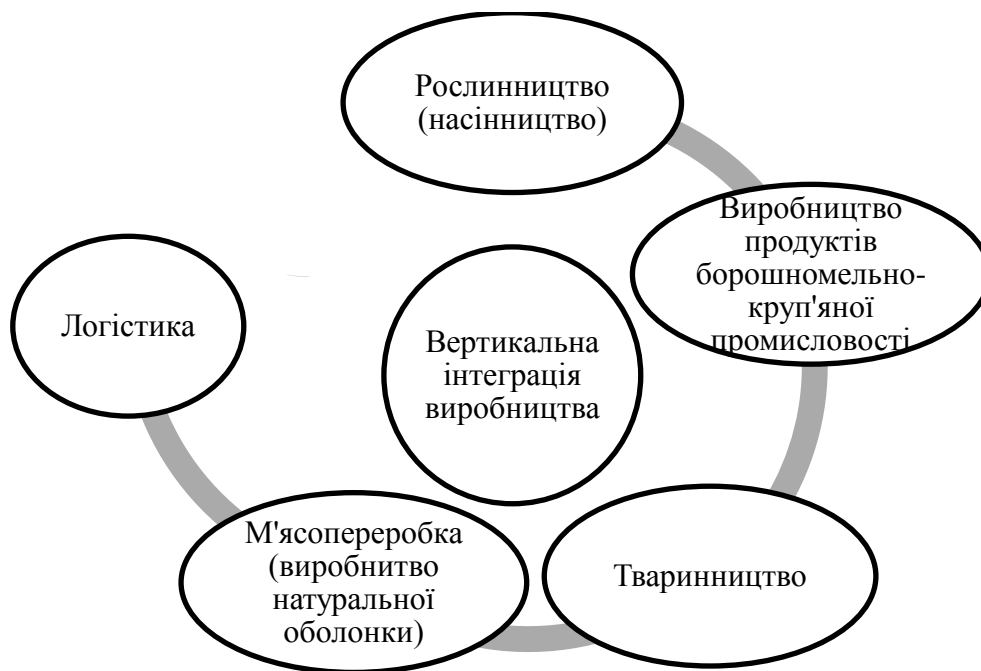 Рослинництво
(насінництво)
Виробництво
продуктів
борошномельно-
круп'яної
промисловості
Логістика
Вертикальна
інтеграція
виробництва
М'ясопереробка
(виробнитво
натуральної
оболонки)
Тваринництво